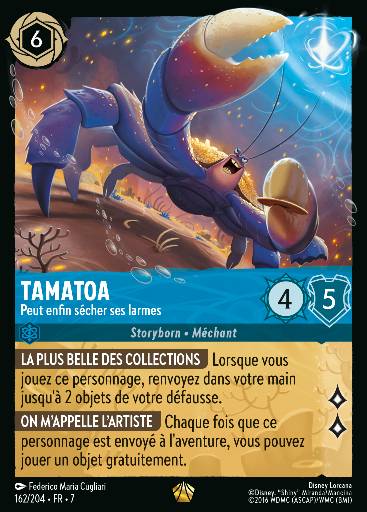 6
TAMATOA
Peut enfin sécher ses larmes
4
5
Storyborn • Méchant
LA PLUS BELLE DES COLLECTIONS Lorsque vous
jouez ce personnage, renvoyez dans votre main
jusqu'à 2 objets de votre défausse.
ON M'APPELLE L'ARTISTE Chaque fois que ce
personnage est envoyé à l'aventure, vous pouvez
jouer un objet gratuitement.
Federico Maria Cugliari
162/204 • FR • 7
Disney Lorcana
©Disney, "Shiny" Miranda/Mancina
©2016 WDMC (ASCAP)/WMC (BMI)